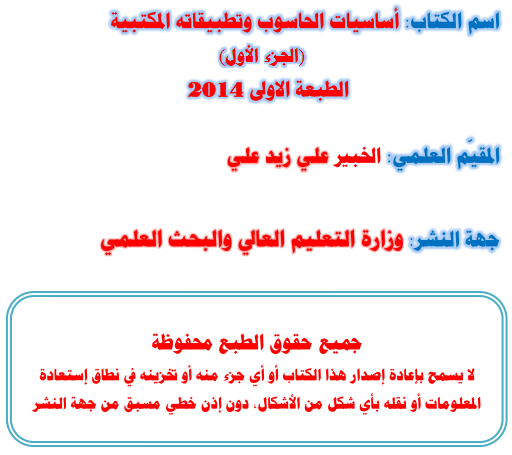 اسم الكتاب: أساسيات الحاسوب وتطبيقاته المكتبية
(الجزء الأول)
الطبعة الاولى 2014
المقيّم العلمي: الخبير علي زيد علي
جهة النشر: وزارة التعليم العالي والبحث العلمي
جميع حقوق الطبع محفوظة
لا يسمح بإعادة إصدار هذا الكتاب أو أي جزء منه أو تخزينه في نطاق إستعادة
المعلومات أو نقله بأي شكل من الأشكال، دون إذن خطي مسبق من جهة النشر